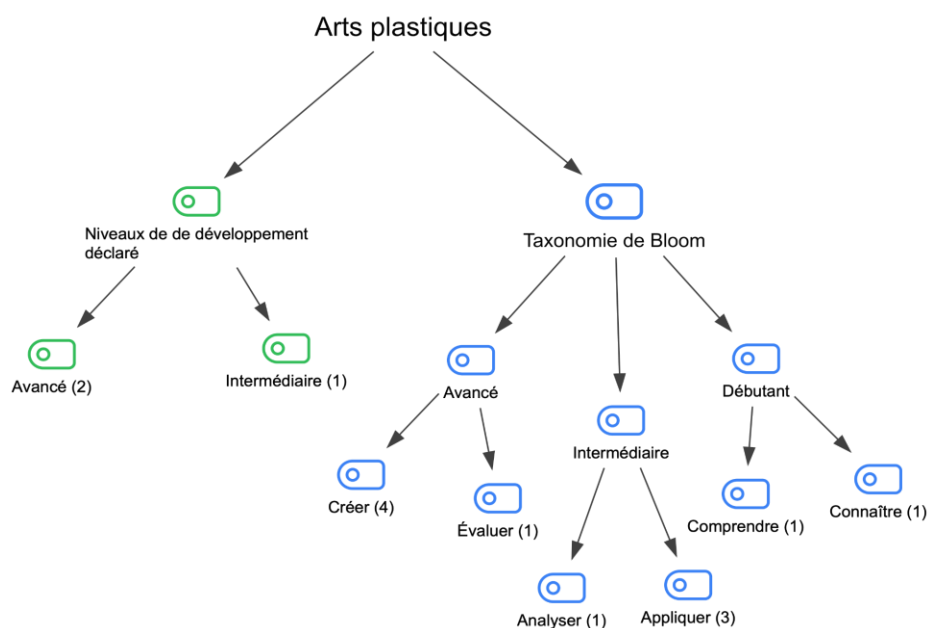 Arts plastiques
Niveaux de de développement
déclaré
Taxonomie de Bloom
Avancé (2)
Intermédiaire (1)
Avancé
Intermédiaire
Débutant
Créer (4)
Évaluer (1)
Comprendre (1)
Connaître (1)
Analyser (1)
Appliquer (3)